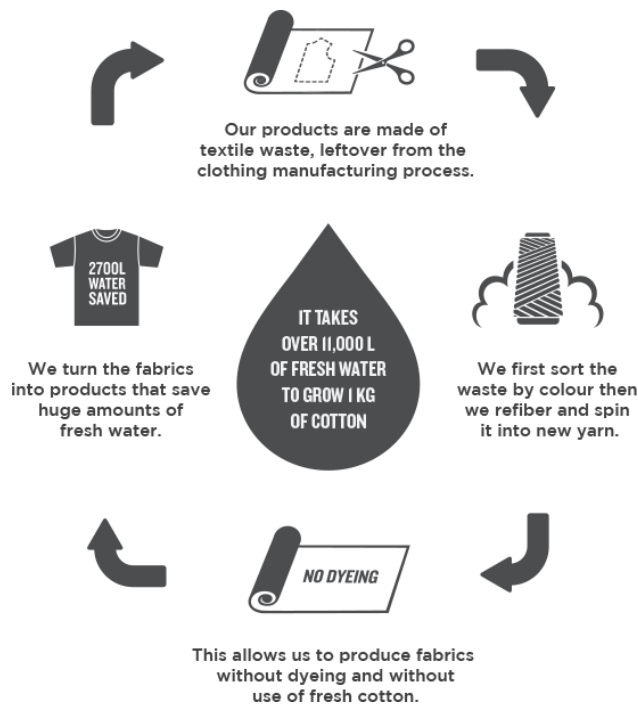 Our products are made of
textile waste, leftover from the
clothing manufacturing process.
2700L
WATER
SAVED
We turn the fabrics
into products that save
huge amounts of
fresh water.
IT TAKES
OVER 11,000 L
OF FRESH WATER
TO GROW 1 KG
OF COTTON
We first sort the
waste by colour then
we refiber and spin
it into new yarn.
NO DYEING
This allows us to produce fabrics
without dyeing and without
use of fresh cotton.